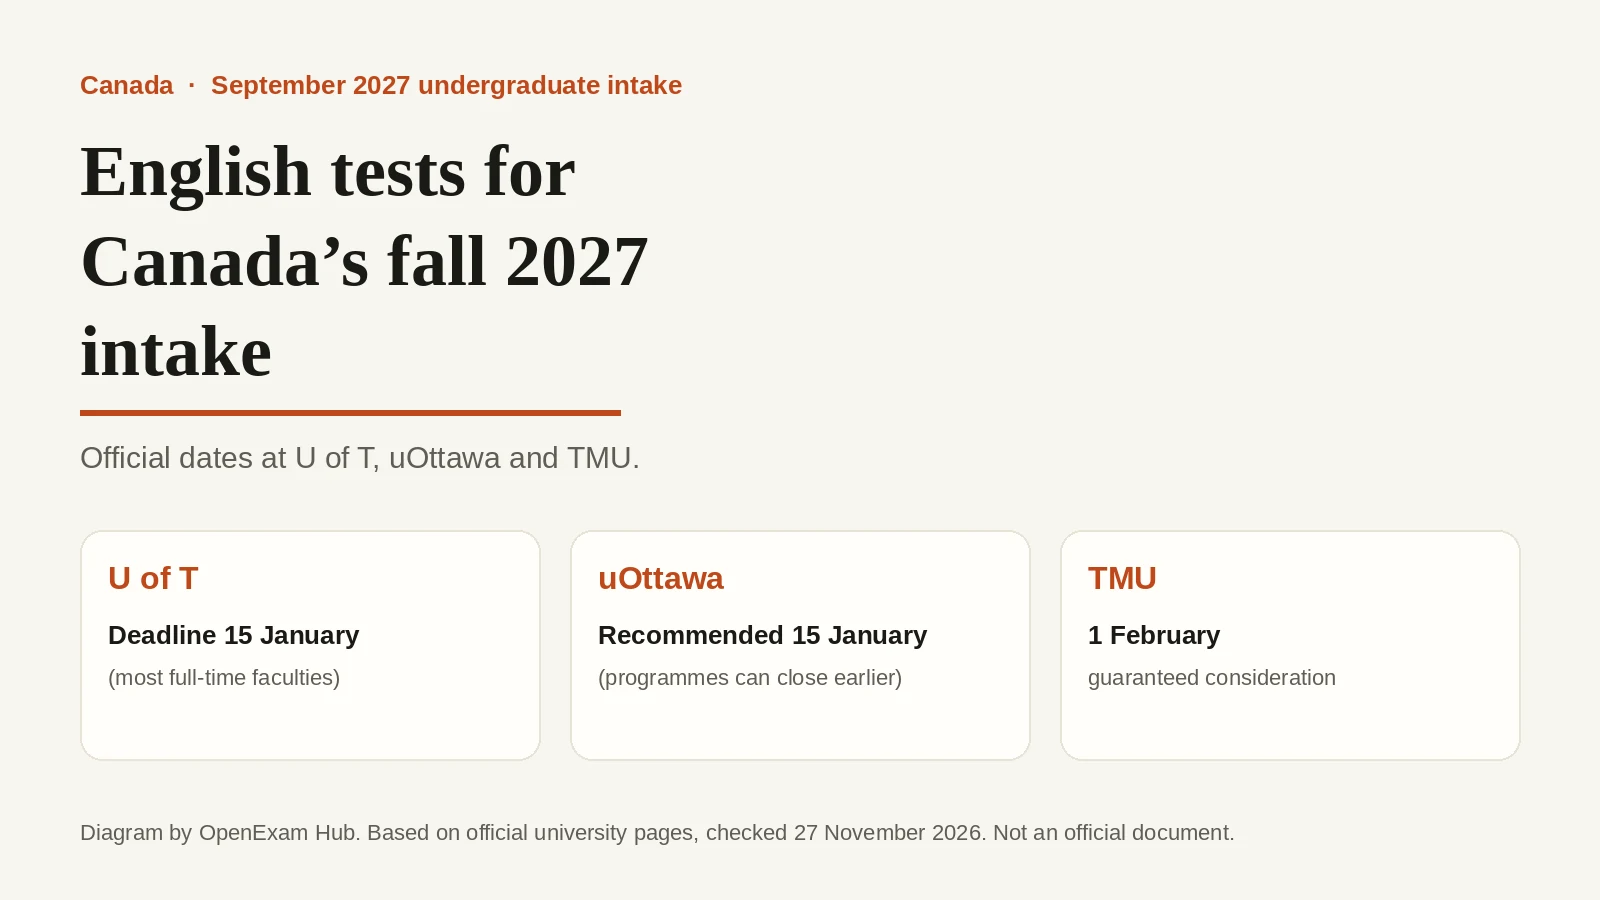 Canada · September 2027 undergraduate intake
English tests for
Canada’s fall 2027
intake
Official dates at U of T, uOttawa and TMU.
U of T
Deadline 15 January
(most full-time faculties)
uOttawa
Recommended 15 January
(programmes can close earlier)
TMU
1 February
guaranteed consideration
Diagram by OpenExam Hub. Based on official university pages, checked 27 November 2026. Not an official document.